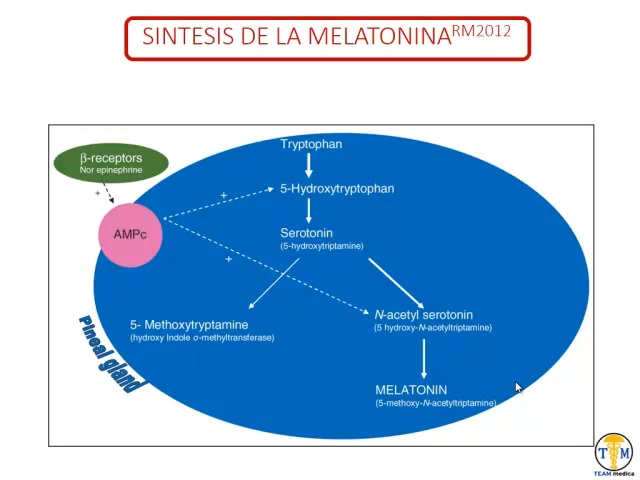 SINTESIS DE LA MELATONINA RM2012
Tryptophan
β-receptors
Nor epinephrine
+
+
5-Hydroxytryptophan
AMPc
Serotonin
(5-hydroxytriptamine)
+
N-acetyl serotonin
(5 hydroxy-N-acetyltriptamine)
5- Methoxytryptamine
(hydroxy Indole o-methyltransferase)
Pineal gland
MELATONIN
(5-methoxy-N-acetyltriptamine)
T M
TEAM medica